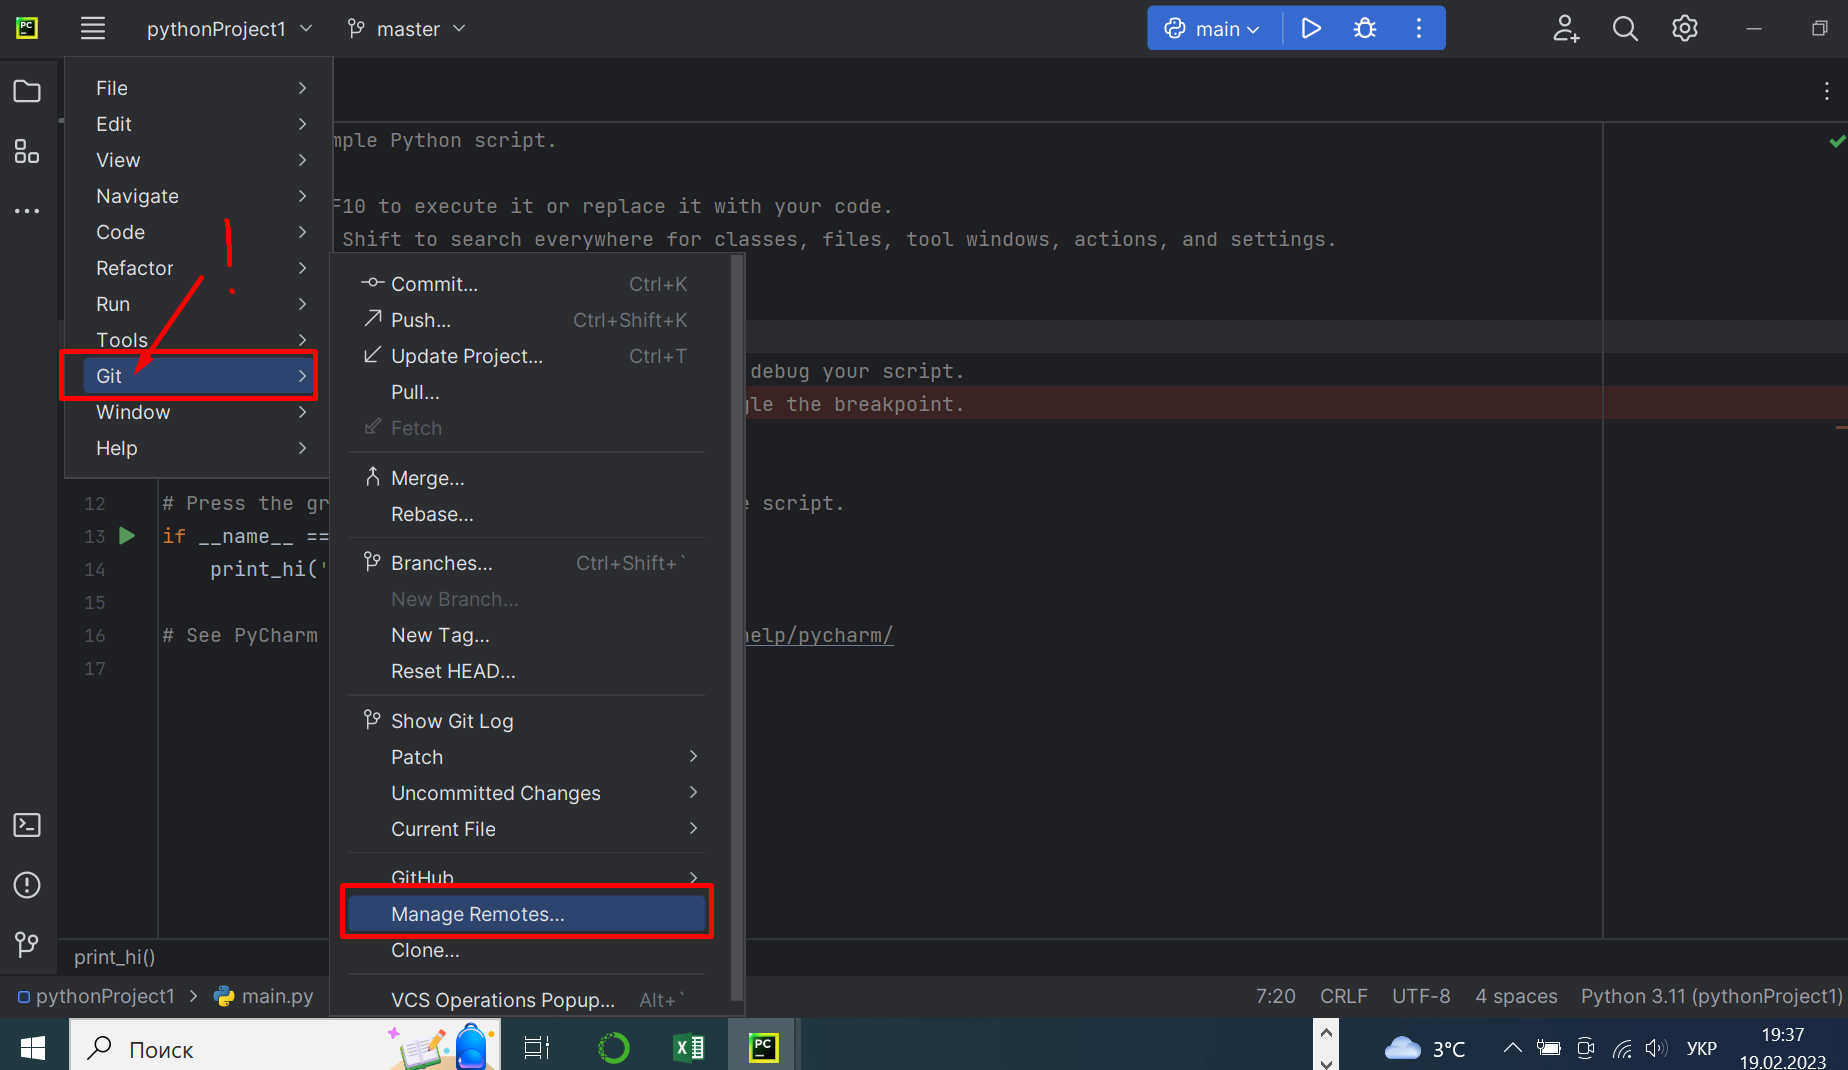 PC
pythonProject1
master
main
File
Edit
View
Navigate
Code
Refactor
Run
Tools
Git
Window
Help
mple Python script.
F10 to execute it or replace it with your code.
Shift to search everywhere for classes, files, tool windows, actions, and settings.
debug your script.
gle the breakpoint.
Commit... Ctrl+K
Push... Ctrl+Shift+K
Update Project... Ctrl+T
Pull...
Fetch
Merge...
Rebase...
Branches... Ctrl+Shift+`
New Branch...
New Tag...
Reset HEAD...
Show Git Log
Patch
Uncommitted Changes
Current File
GitHub
Manage Remotes...
Clone...
VCS Operations Popup... Alt+`
12 # Press the gr e script.
13 if __name__ ==
14 print_hi('
15
16 # See PyCharm help/pycharm/
17
print_hi()
pythonProject1 > main.py
7:20 CRLF UTF-8 4 spaces Python 3.11 (pythonProject1)
Поиск
PC
3°C
УКР
19:37
19.02.2023